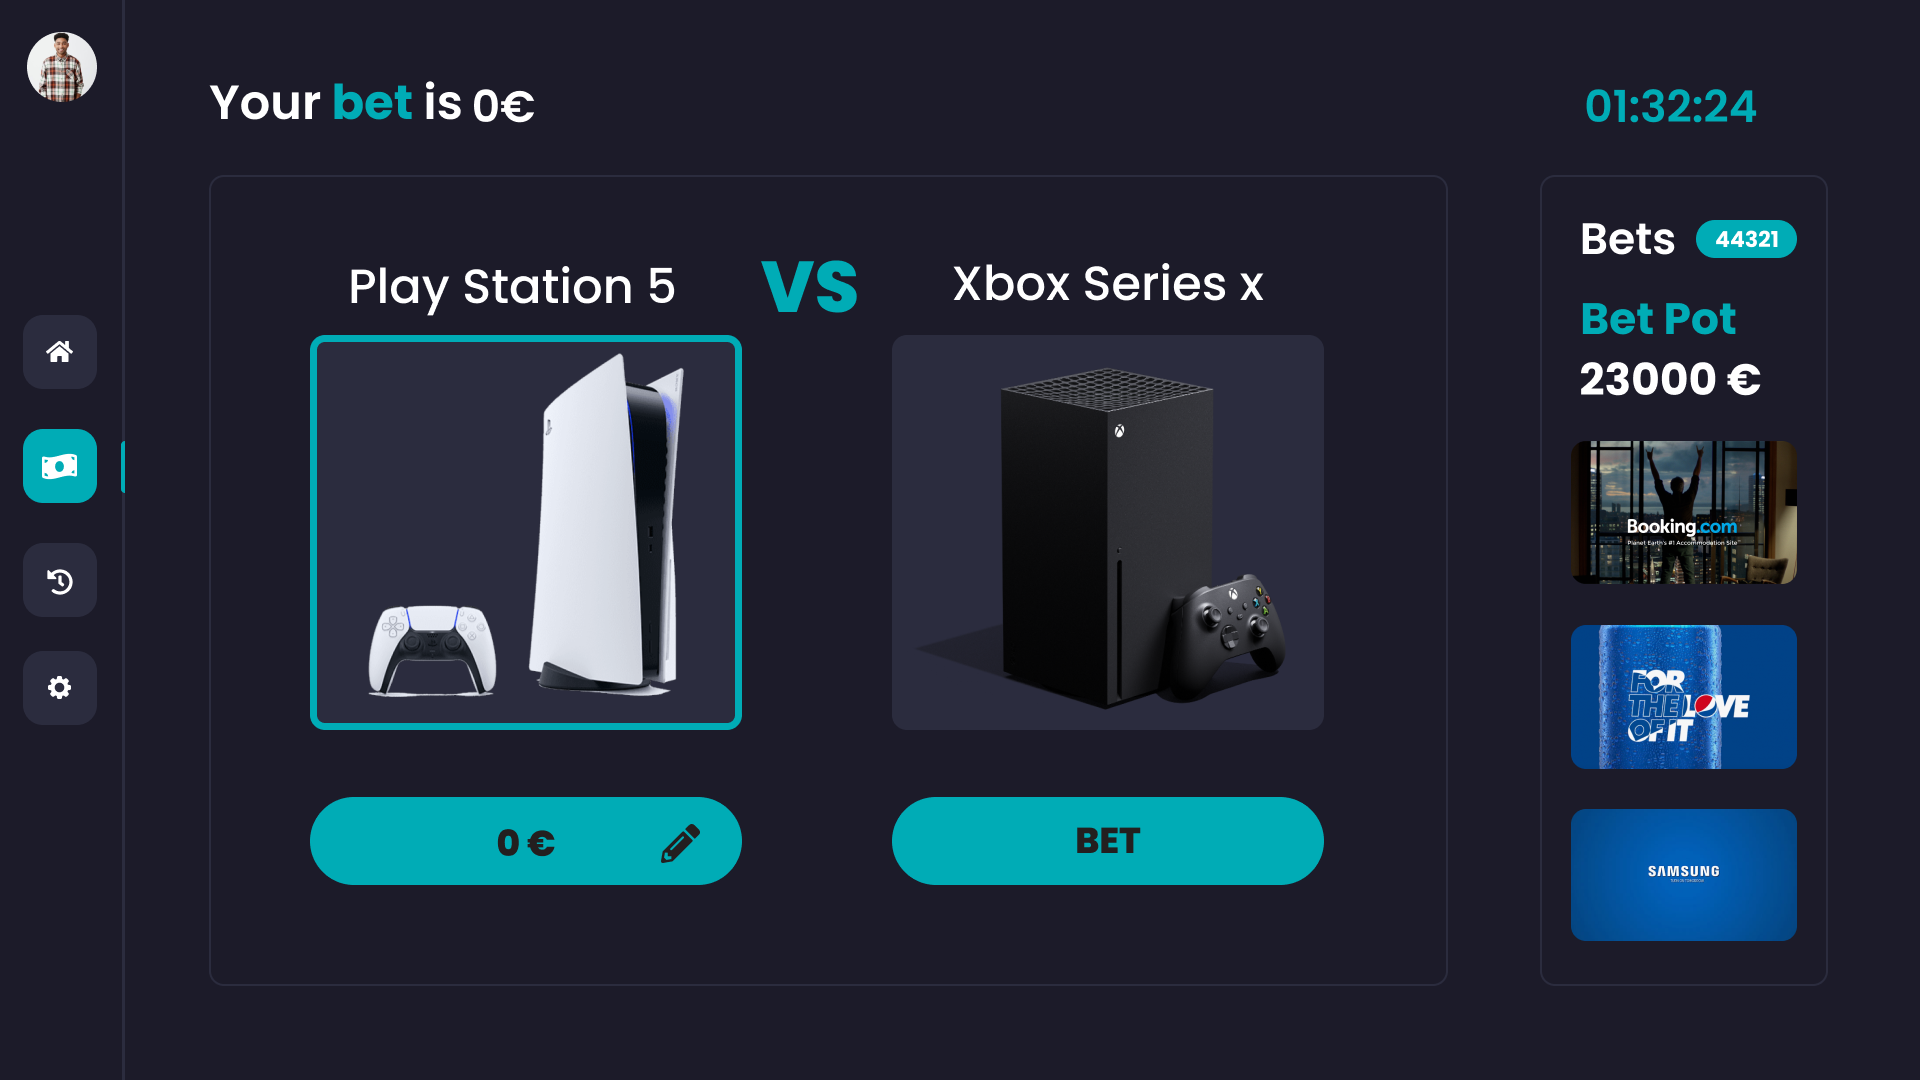 Your bet is 0€
01:32:24
Play Station 5
VS
Xbox Series x
0 €
BET
Bets 44321
Bet Pot
23000 €
Booking.com
Planet Earth's #1 Accommodation Site
FOR
THE LOVE
OF IT
SAMSUNG